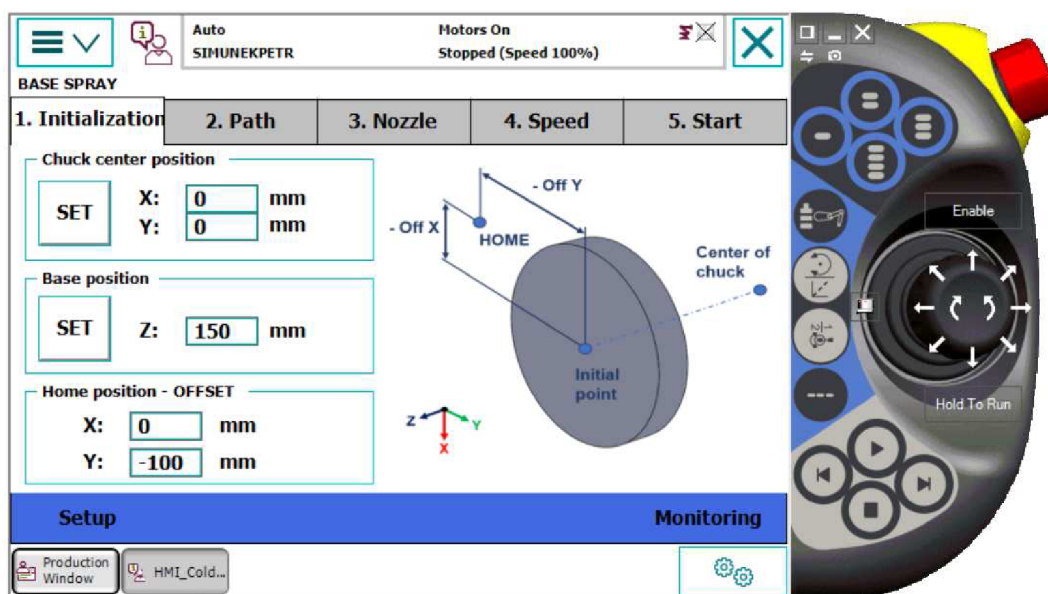 Auto
SIMUNEKPETR
Motors On
Stopped (Speed 100%)
BASE SPRAY
1. Initialization
2. Path
3. Nozzle
4. Speed
5. Start
Chuck center position
SET
X: 0 mm
Y: 0 mm
Base position
SET
Z: 150 mm
Home position - OFFSET
X: 0 mm
Y: -100 mm
- Off Y
- Off X
HOME
Center of
chuck
Initial
point
Z
Y
X
Setup
Monitoring
Production
Window
HMI_Cold...
Enable
Hold To Run